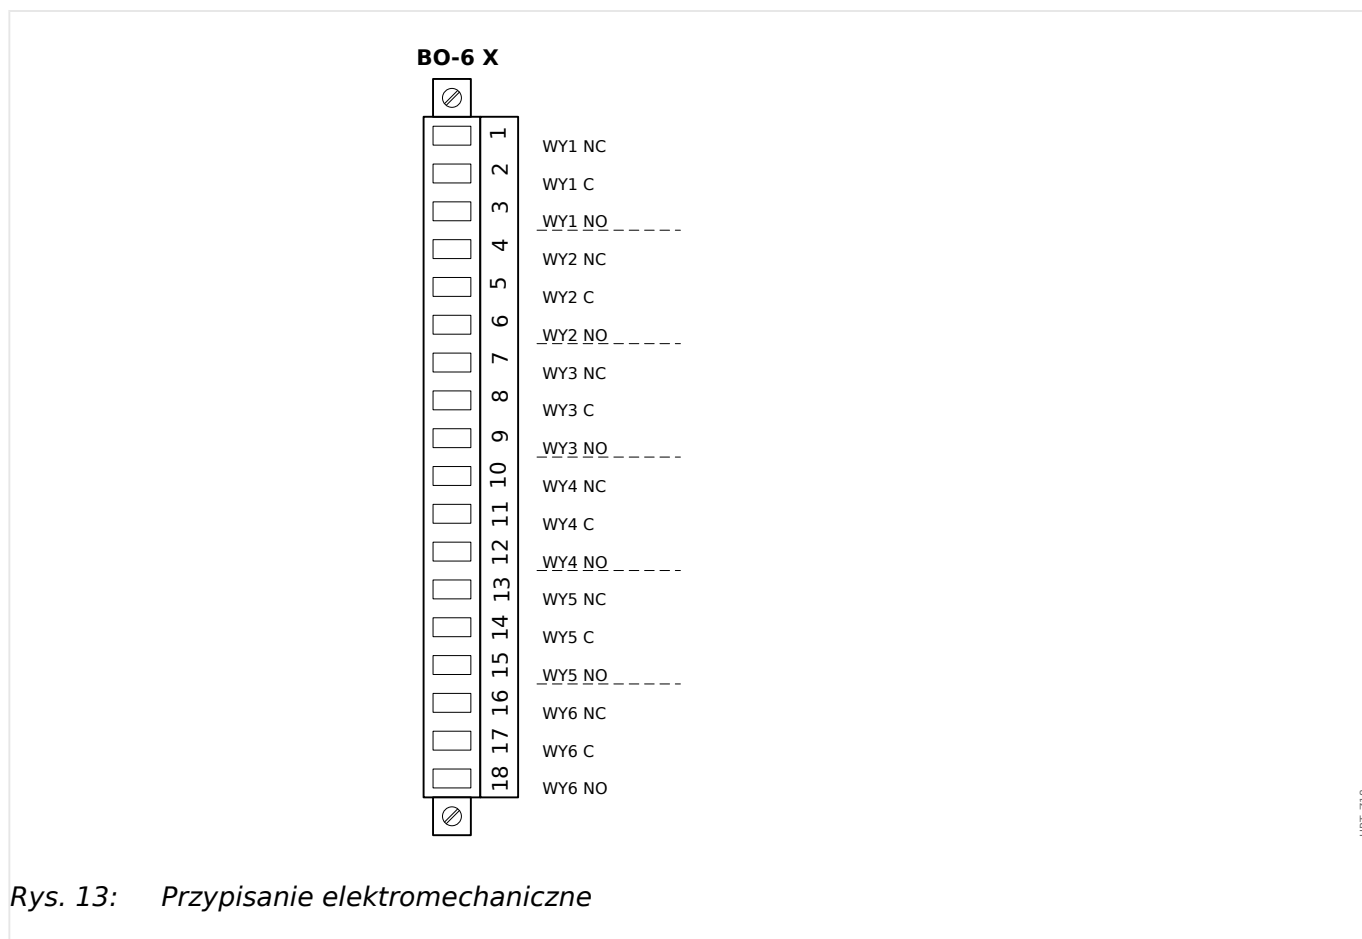 BO-6 X
1 WY1 NC
2 WY1 C
3 WY1 NO
4 WY2 NC
5 WY2 C
6 WY2 NO
7 WY3 NC
8 WY3 C
9 WY3 NO
10 WY4 NC
11 WY4 C
12 WY4 NO
13 WY5 NC
14 WY5 C
15 WY5 NO
16 WY6 NC
17 WY6 C
18 WY6 NO
Rys. 13: Przypisanie elektromechaniczne